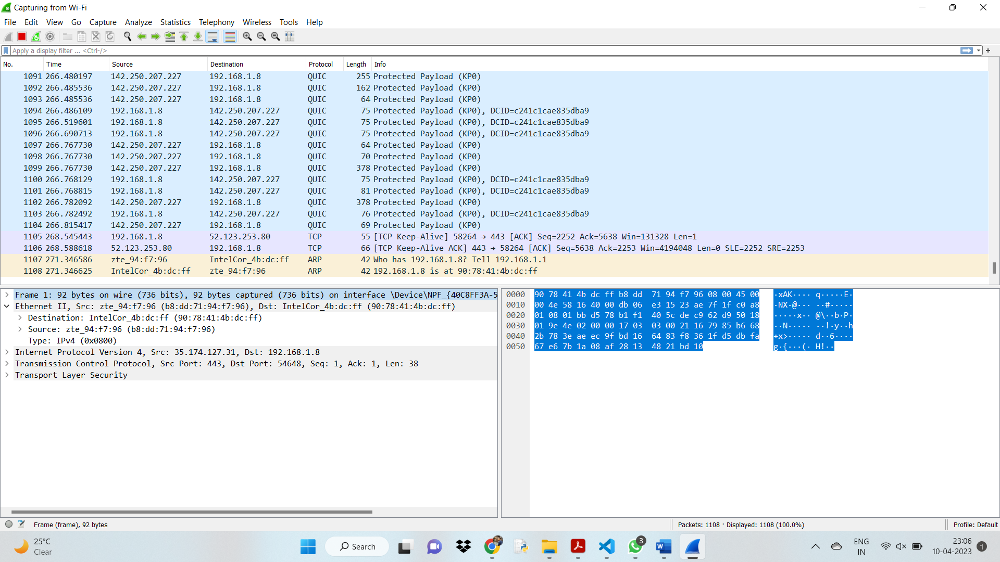 Capturing from Wi-Fi
File Edit View Go Capture Analyze Statistics Telephony Wireless Tools Help
Apply a display filter ... <Ctrl-/>
No. Time Source Destination Protocol Length Info
1091 266.480197 142.250.207.227 192.168.1.8 QUIC 255 Protected Payload (KP0)
1092 266.485536 142.250.207.227 192.168.1.8 QUIC 162 Protected Payload (KP0)
1093 266.485536 142.250.207.227 192.168.1.8 QUIC 64 Protected Payload (KP0)
1094 266.486109 192.168.1.8 142.250.207.227 QUIC 75 Protected Payload (KP0), DCID=c241c1cae835dba9
1095 266.519601 192.168.1.8 142.250.207.227 QUIC 75 Protected Payload (KP0), DCID=c241c1cae835dba9
1096 266.690713 192.168.1.8 142.250.207.227 QUIC 75 Protected Payload (KP0), DCID=c241c1cae835dba9
1097 266.767730 142.250.207.227 192.168.1.8 QUIC 64 Protected Payload (KP0)
1098 266.767730 142.250.207.227 192.168.1.8 QUIC 70 Protected Payload (KP0)
1099 266.767730 142.250.207.227 192.168.1.8 QUIC 378 Protected Payload (KP0)
1100 266.768129 192.168.1.8 142.250.207.227 QUIC 75 Protected Payload (KP0), DCID=c241c1cae835dba9
1101 266.768815 192.168.1.8 142.250.207.227 QUIC 81 Protected Payload (KP0), DCID=c241c1cae835dba9
1102 266.782092 142.250.207.227 192.168.1.8 QUIC 378 Protected Payload (KP0)
1103 266.782492 192.168.1.8 142.250.207.227 QUIC 76 Protected Payload (KP0), DCID=c241c1cae835dba9
1104 266.815417 142.250.207.227 192.168.1.8 QUIC 69 Protected Payload (KP0)
1105 268.545443 192.168.1.8 52.123.253.80 TCP 55 [TCP Keep-Alive] 58264 → 443 [ACK] Seq=2252 Ack=5638 Win=131328 Len=1
1106 268.588618 52.123.253.80 192.168.1.8 TCP 66 [TCP Keep-Alive ACK] 443 → 58264 [ACK] Seq=5638 Ack=2253 Win=4194048 Len=0 SLE=2252 SRE=2253
1107 271.346586 zte_94:f7:96 IntelCor_4b:dc:ff ARP 42 Who has 192.168.1.8? Tell 192.168.1.1
1108 271.346625 IntelCor_4b:dc:ff zte_94:f7:96 ARP 42 192.168.1.8 is at 90:78:41:4b:dc:ff
Frame 1: 92 bytes on wire (736 bits), 92 bytes captured (736 bits) on interface \Device\NPF_{40C8FF3A-5
Ethernet II, Src: zte_94:f7:96 (b8:dd:71:94:f7:96), Dst: IntelCor_4b:dc:ff (90:78:41:4b:dc:ff)
Destination: IntelCor_4b:dc:ff (90:78:41:4b:dc:ff)
Source: zte_94:f7:96 (b8:dd:71:94:f7:96)
Type: IPv4 (0x0800)
Internet Protocol Version 4, Src: 35.174.127.31, Dst: 192.168.1.8
Transmission Control Protocol, Src Port: 443, Dst Port: 54648, Seq: 1, Ack: 1, Len: 38
Transport Layer Security
0000 90 78 41 4b dc ff b8 dd 71 94 f7 96 08 00 45 00 ·xAK···· q·····E·
0010 00 4e 58 16 40 00 db 06 e3 15 23 ae 7f 1f c0 a8 ·NX·@··· ··#·····
0020 01 08 01 bb d5 78 b1 f1 40 5c de c9 62 d9 50 18 ·····x·· @\··b·P·
0030 01 9e 4e 02 00 00 17 03 03 00 21 16 79 85 b6 68 ··N····· ··!·y··h
0040 2b 78 3e ae ec 9f bd 16 64 83 f8 36 1f d5 db fa +x>····· d··6····
0050 67 e6 7b 1a 08 af 28 13 48 21 bd 10 g·{···(· H!··
Frame (frame), 92 bytes
Packets: 1108 · Displayed: 1108 (100.0%)
Profile: Default
25°C
Clear
Search
3
ENG
IN
23:06
10-04-2023
1